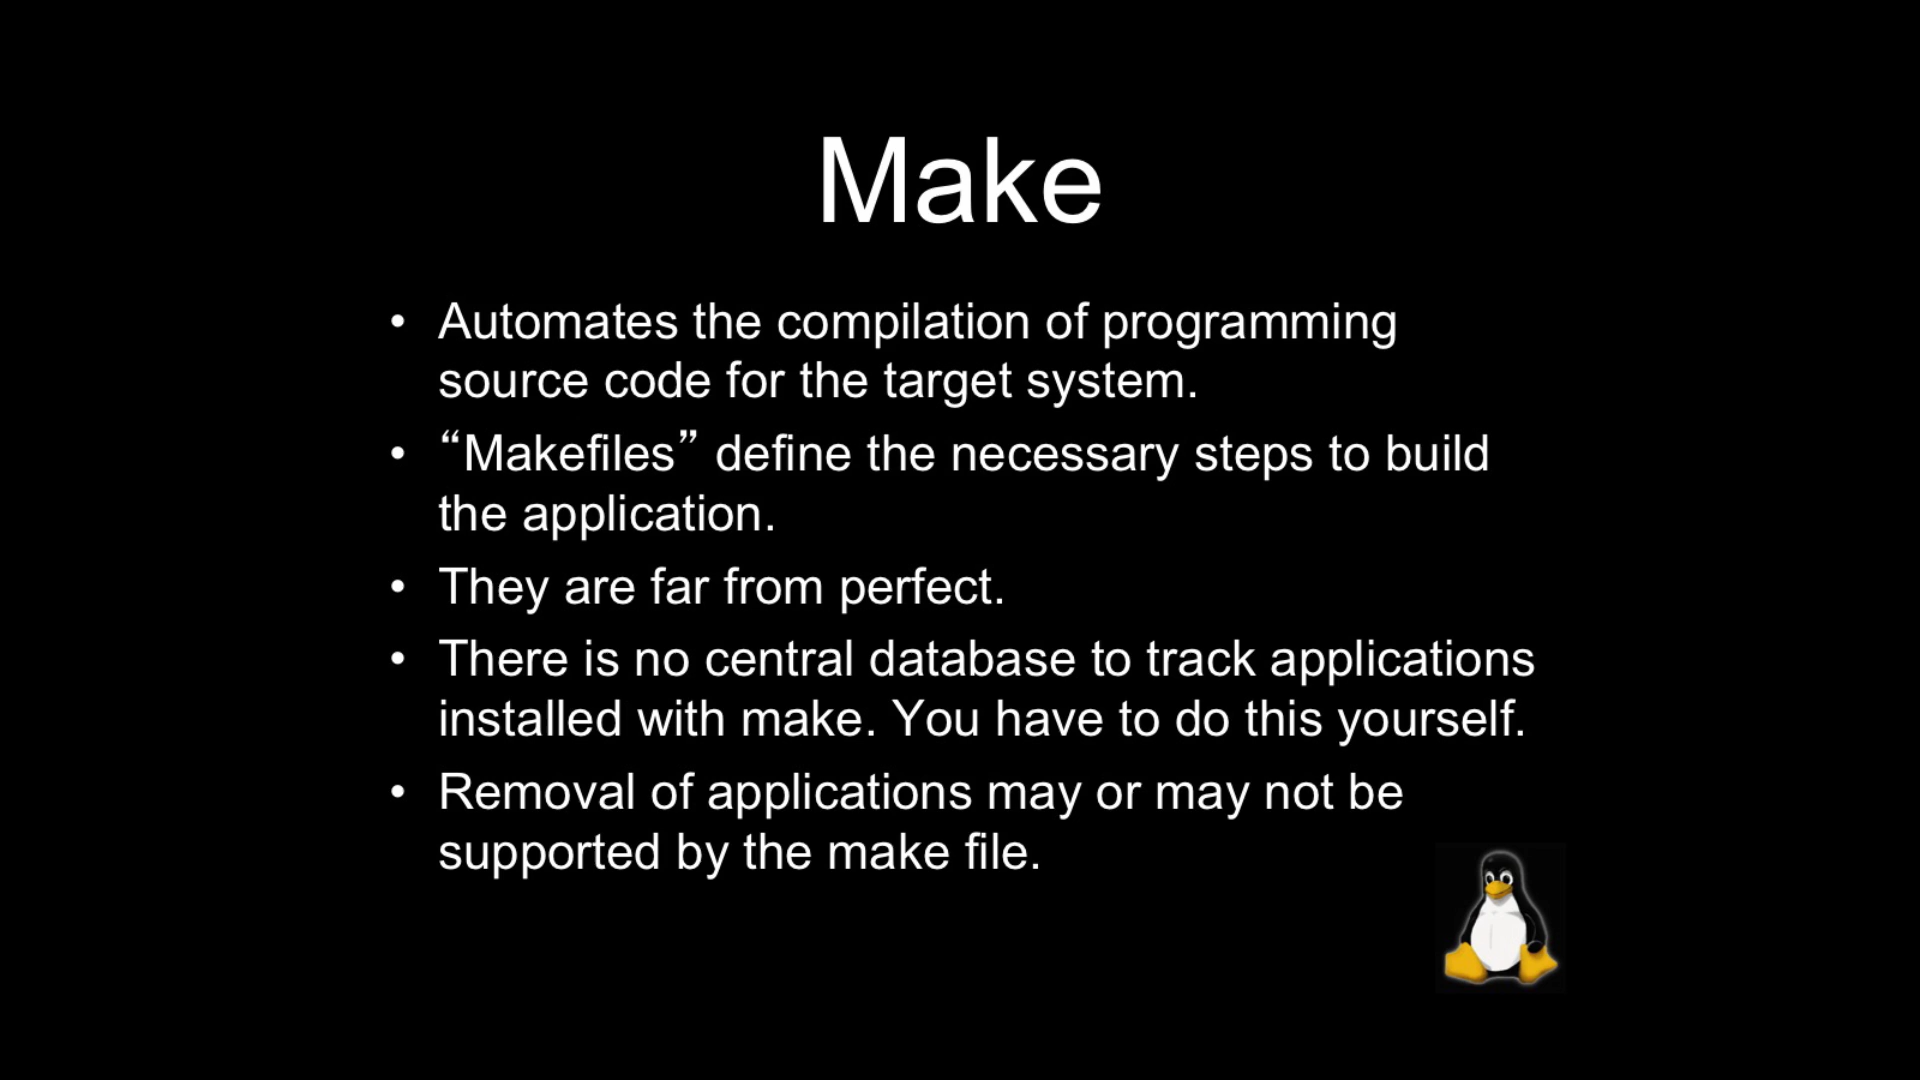 Make
• Automates the compilation of programming
source code for the target system.
• “Makefiles” define the necessary steps to build
the application.
• They are far from perfect.
• There is no central database to track applications
installed with make. You have to do this yourself.
• Removal of applications may or may not be
supported by the make file.